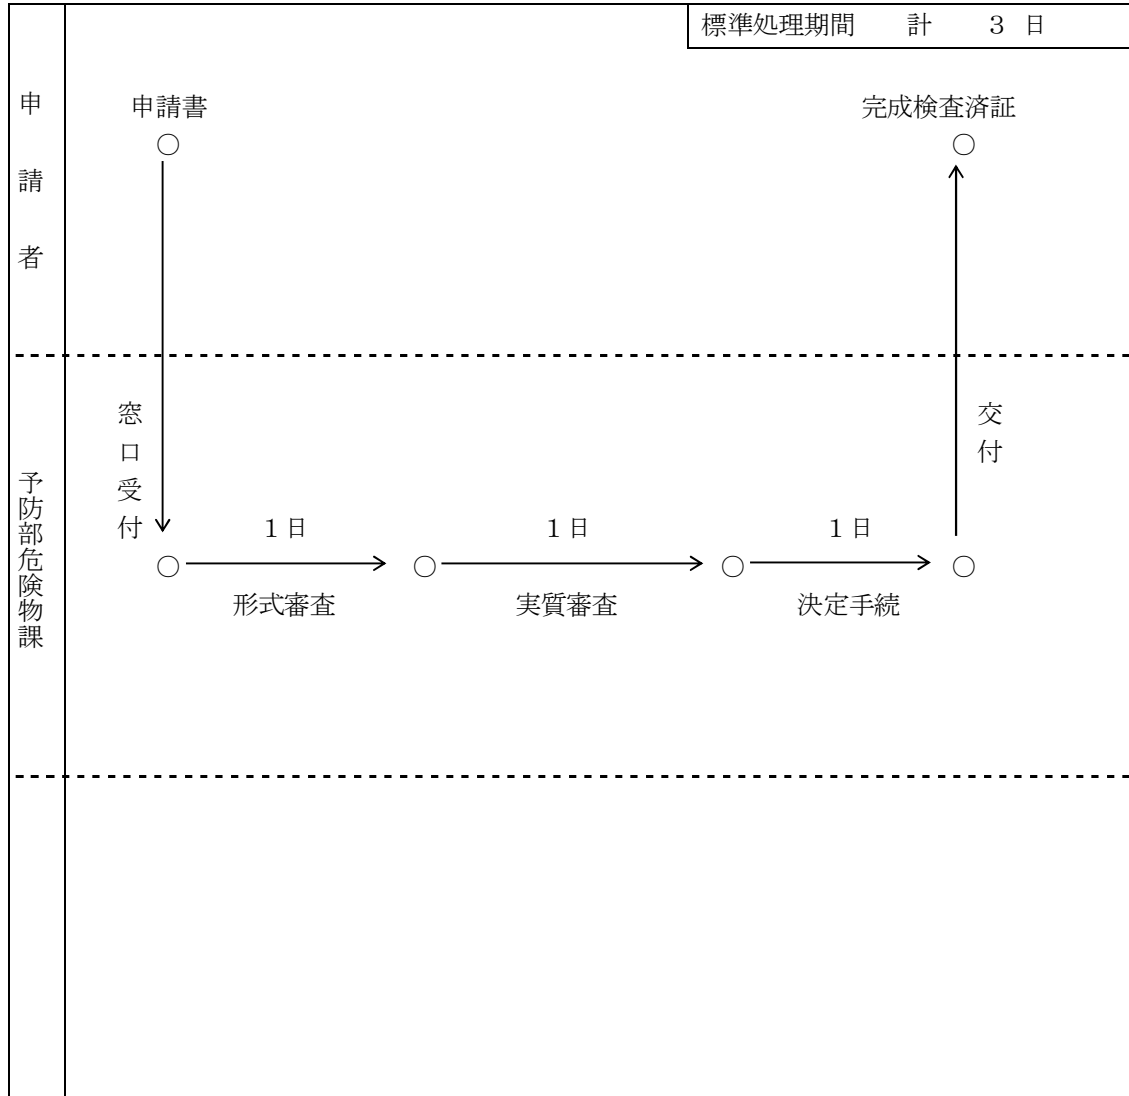 標準処理期間 計 3 日
申請者
申請書
完成検査済証
窓口受付
交付
予防部危険物課
1日
1日
1日
形式審査
実質審査
決定手続